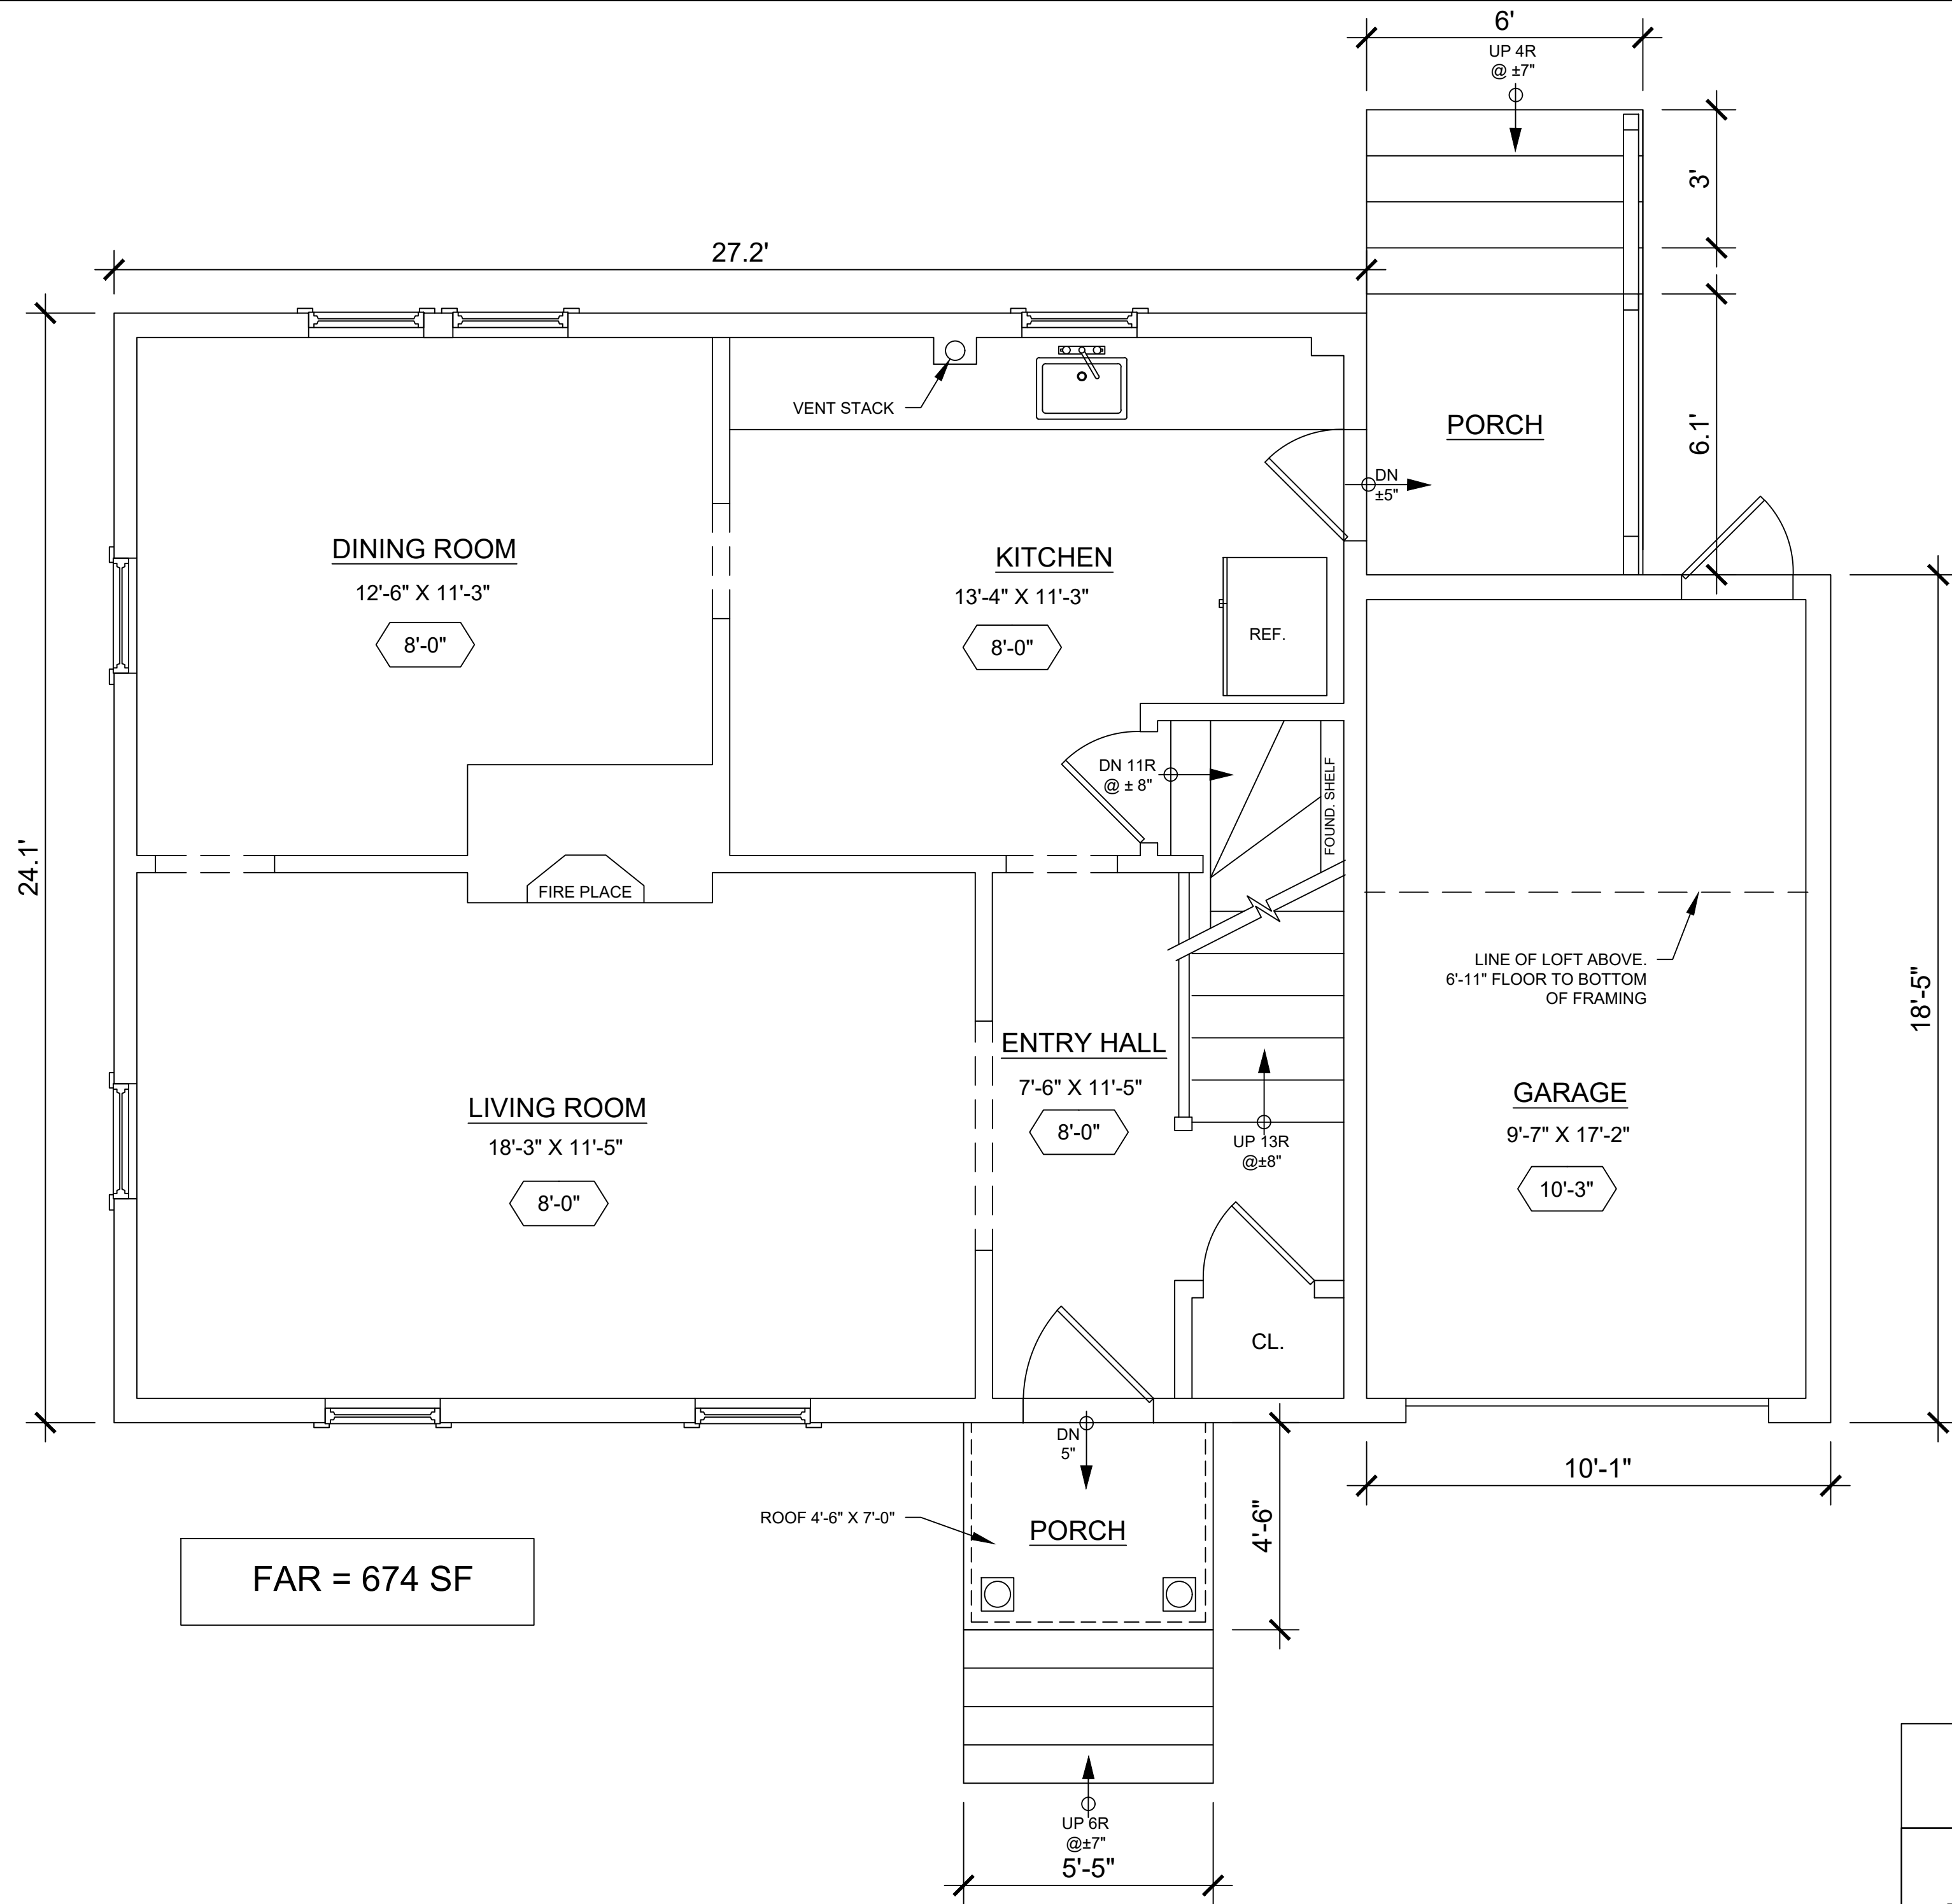 6'
UP 4R
@ ±7"
3'
27.2'
VENT STACK
PORCH
6.1'
DN
±5"
DINING ROOM
12'-6" X 11'-3"
8'-0"
KITCHEN
13'-4" X 11'-3"
8'-0"
REF.
DN 11R
@ ± 8"
FOUND. SHELF
24.1'
FIRE PLACE
LINE OF LOFT ABOVE.
6'-11" FLOOR TO BOTTOM
OF FRAMING
18'-5"
ENTRY HALL
7'-6" X 11'-5"
8'-0"
LIVING ROOM
18'-3" X 11'-5"
8'-0"
UP 13R
@±8"
GARAGE
9'-7" X 17'-2"
10'-3"
CL.
DN
5"
10'-1"
ROOF 4'-6" X 7'-0"
PORCH
4'-6"
FAR = 674 SF
UP 6R
@±7"
5'-5"